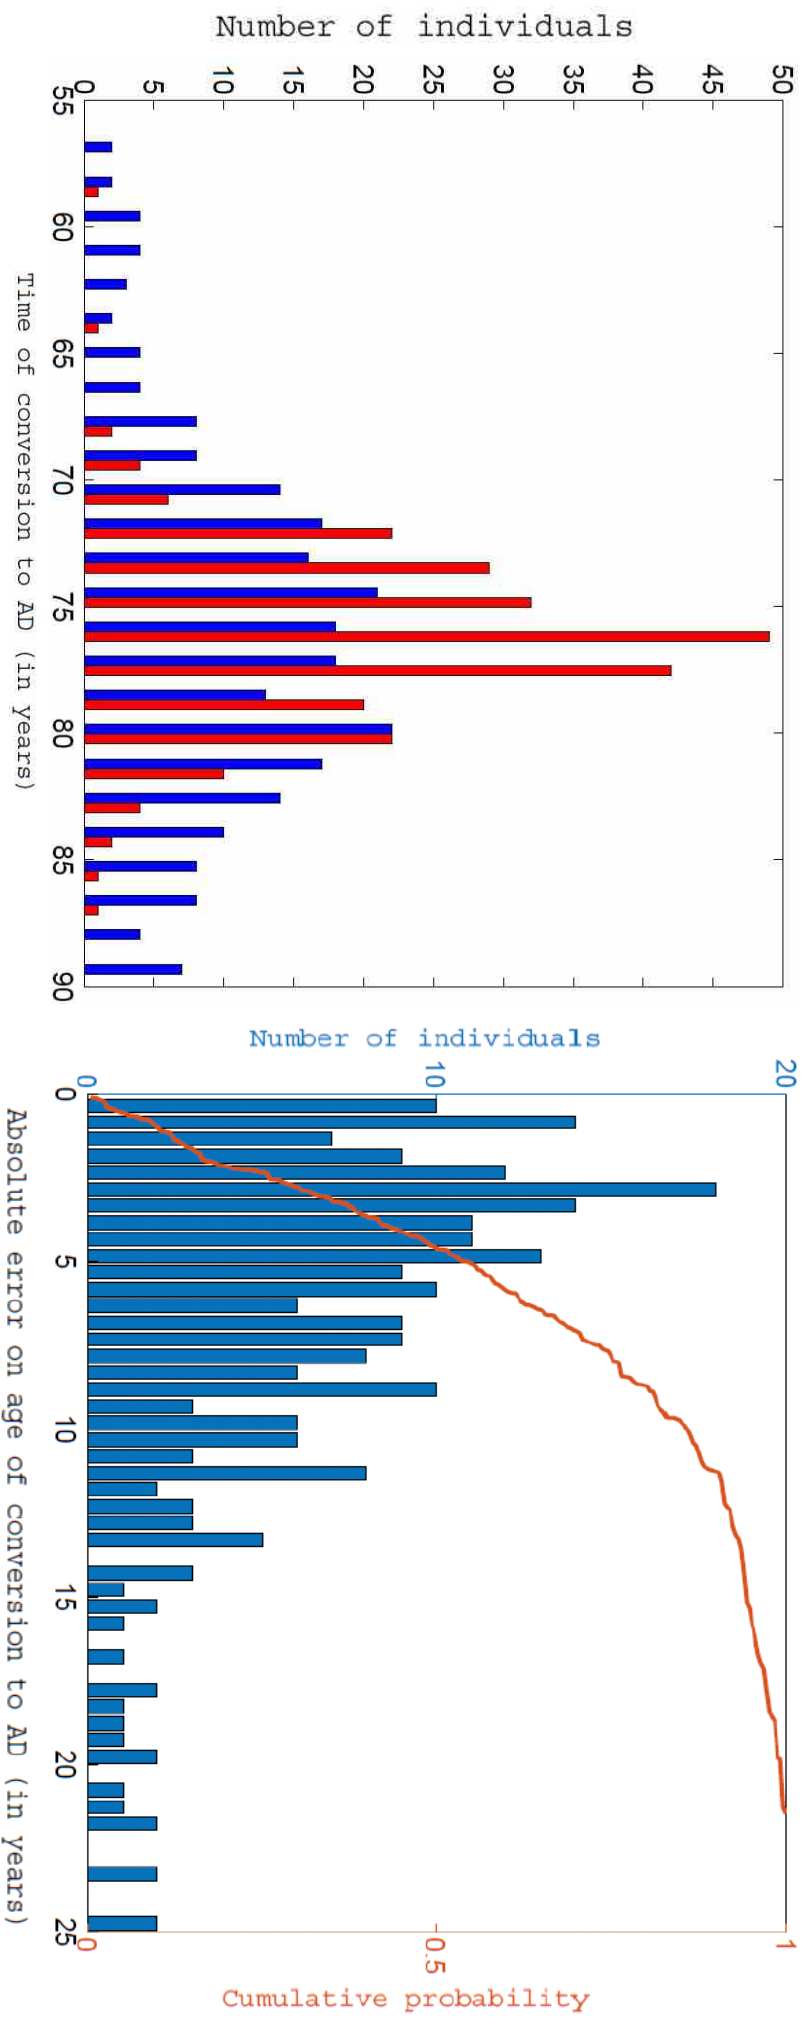 Number of individuals
50
45
40
35
30
25
20
15
10
5
0
55 60 65 70 75 80 85 90
Time of conversion to AD (in years)
Number of individuals
20
10
0
0 5 10 15 20 25
Absolute error on age of conversion to AD (in years)
1
0.5
0
Cumulative probability